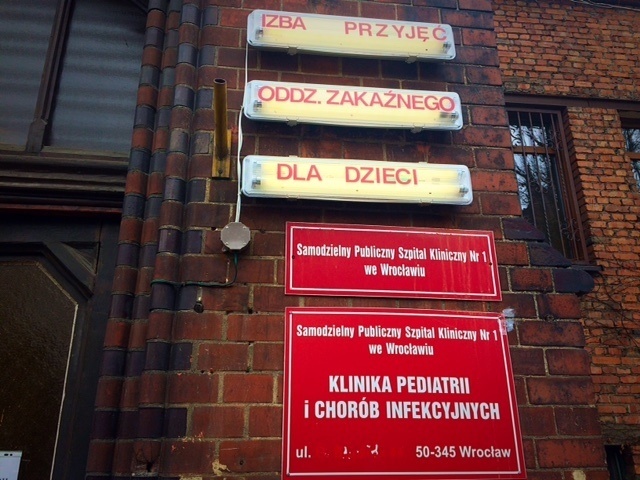 IZBA PRZYJĘĆ
ODDZ. ZAKAŹNEGO
DLA DZIECI
Samodzielny Publiczny Szpital Kliniczny Nr 1
we Wrocławiu
Samodzielny Publiczny Szpital Kliniczny Nr 1
we Wrocławiu
KLINIKA PEDIATRII
i CHORÓB INFEKCYJNYCH
ul. 50-345 Wrocław